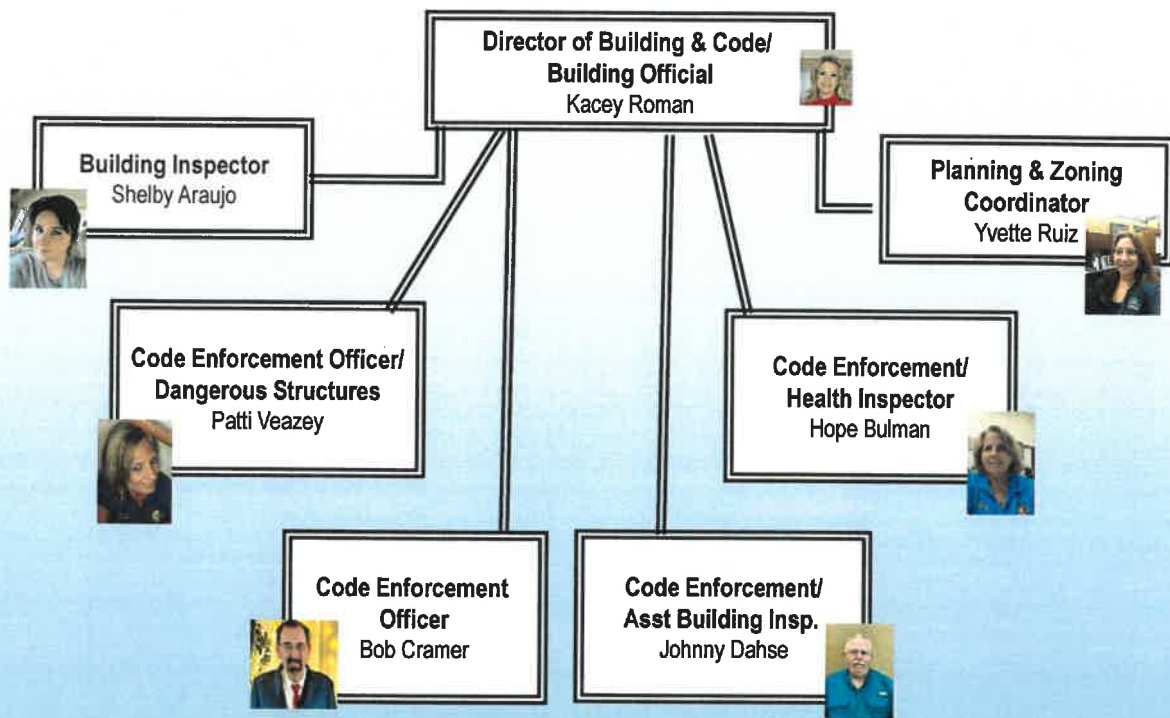 Director of Building & Code/
Building Official
Kacey Roman
Building Inspector
Shelby Araujo
Planning & Zoning
Coordinator
Yvette Ruiz
Code Enforcement Officer/
Dangerous Structures
Patti Veazey
Code Enforcement/
Health Inspector
Hope Bulman
Code Enforcement
Officer
Bob Cramer
Code Enforcement/
Asst Building Insp.
Johnny Dahse